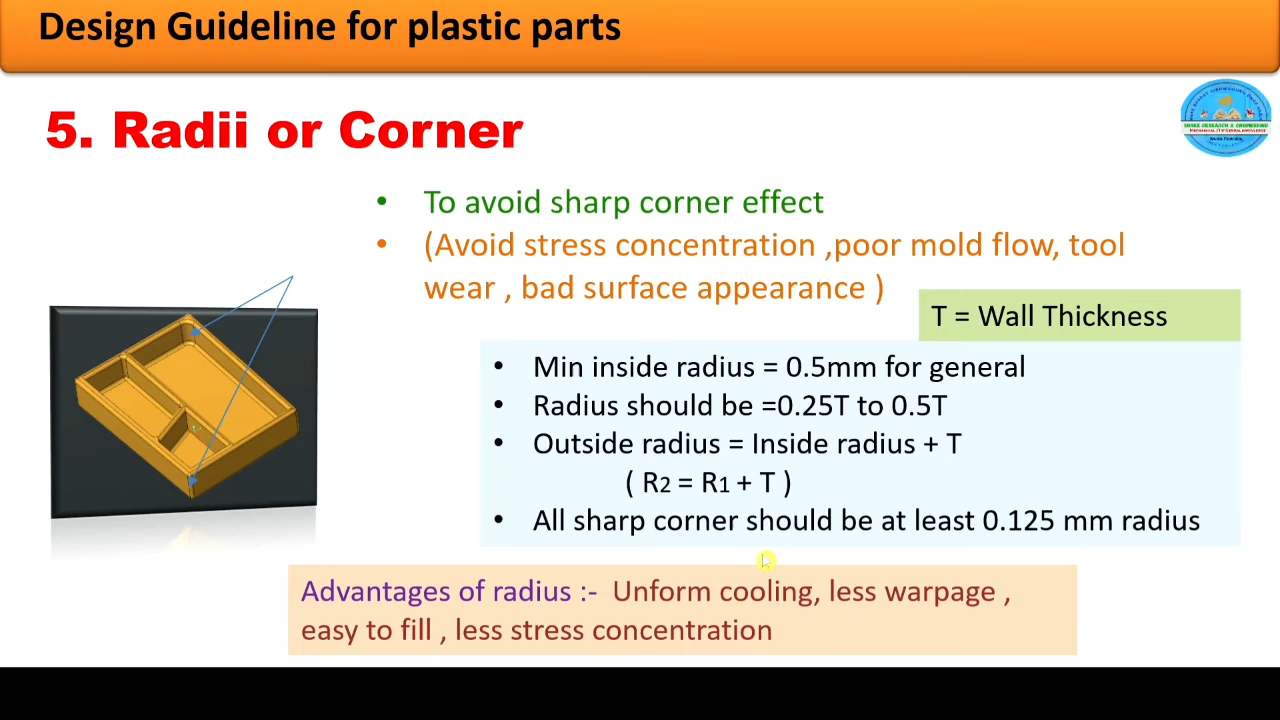 Design Guideline for plastic parts
5. Radii or Corner
• To avoid sharp corner effect
• (Avoid stress concentration ,poor mold flow, tool
wear , bad surface appearance )
T = Wall Thickness
• Min inside radius = 0.5mm for general
• Radius should be =0.25T to 0.5T
• Outside radius = Inside radius + T
( R2 = R1 + T )
• All sharp corner should be at least 0.125 mm radius
Advantages of radius :- Unform cooling, less warpage ,
easy to fill , less stress concentration